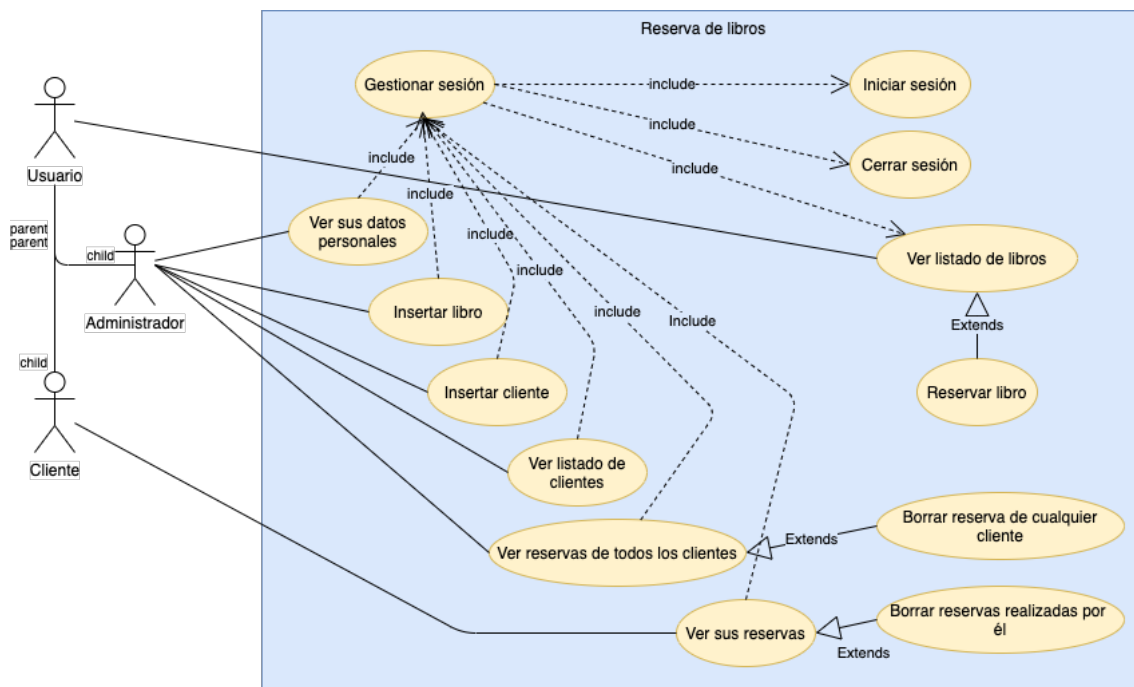 Reserva de libros
Gestionar sesión
include
Iniciar sesión
include
Cerrar sesión
include
Usuario
include
include
include
include
include
Include
Ver sus datos
personales
parent
parent
child
Administrador
Ver listado de libros
Insertar libro
Extends
child
Insertar cliente
Reservar libro
Cliente
Ver listado de
clientes
Ver reservas de todos los clientes
Extends
Borrar reserva de cualquier
cliente
Ver sus reservas
Extends
Borrar reservas realizadas por
él